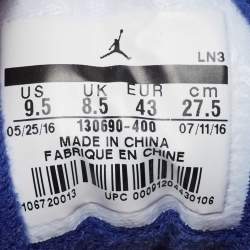 LN3
US UK EUR cm
9.5 8.5 43 27.5
05/25/16 130690-400 07/11/16
MADE IN CHINA
FABRIQUE EN CHINE
106720013 UPC 00091204430106